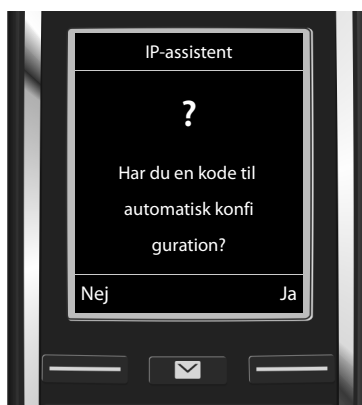 IP-assistent
?
Har du en kode til
automatisk konfi
guration?
Nej Ja